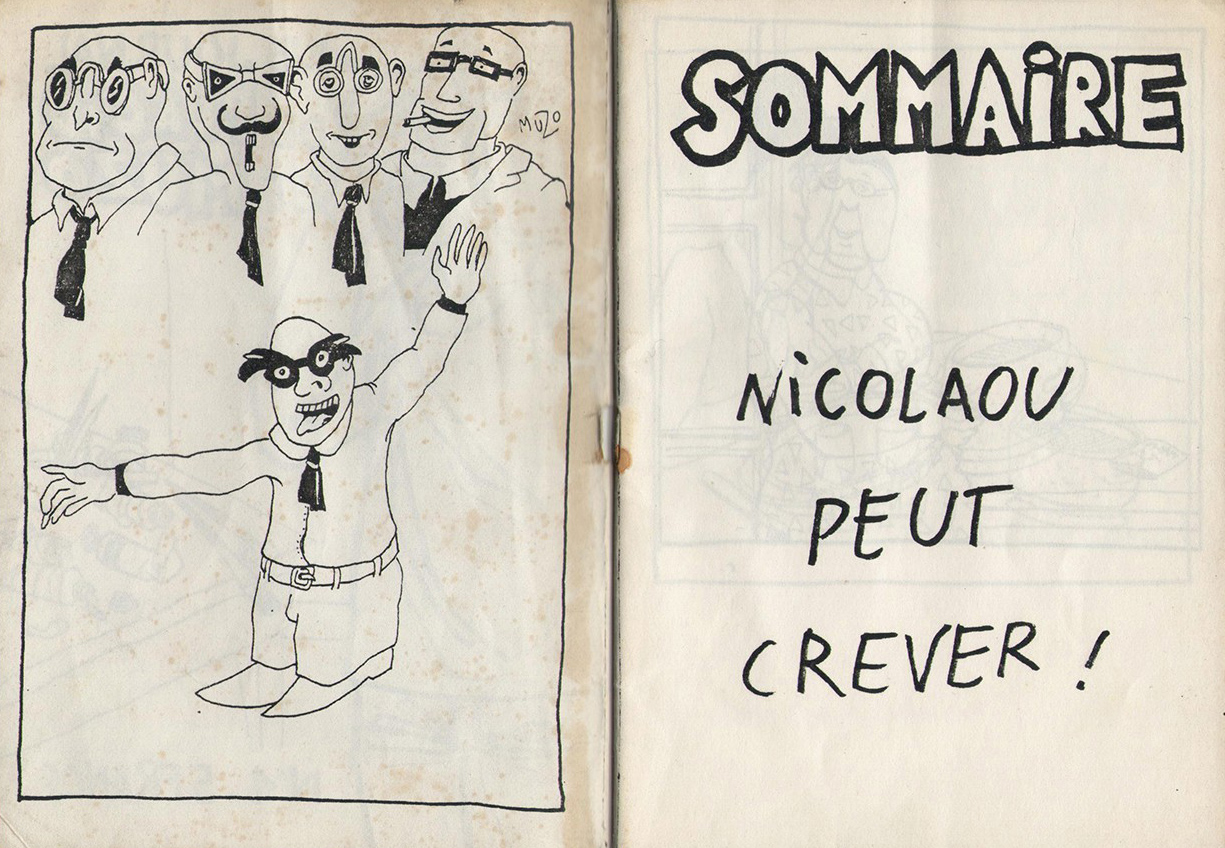 MUZO
SOMMAiRE
NiCOLAOU
PEUT
CREVER !